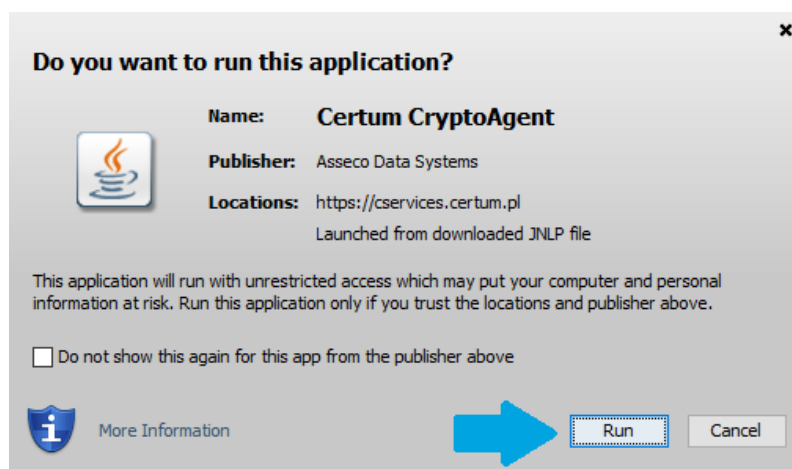 Do you want to run this application?
Name: Certum CryptoAgent
Publisher: Asseco Data Systems
Locations: https://cservices.certum.pl
Launched from downloaded JNLP file
This application will run with unrestricted access which may put your computer and personal
information at risk. Run this application only if you trust the locations and publisher above.
Do not show this again for this app from the publisher above
More Information
Run
Cancel